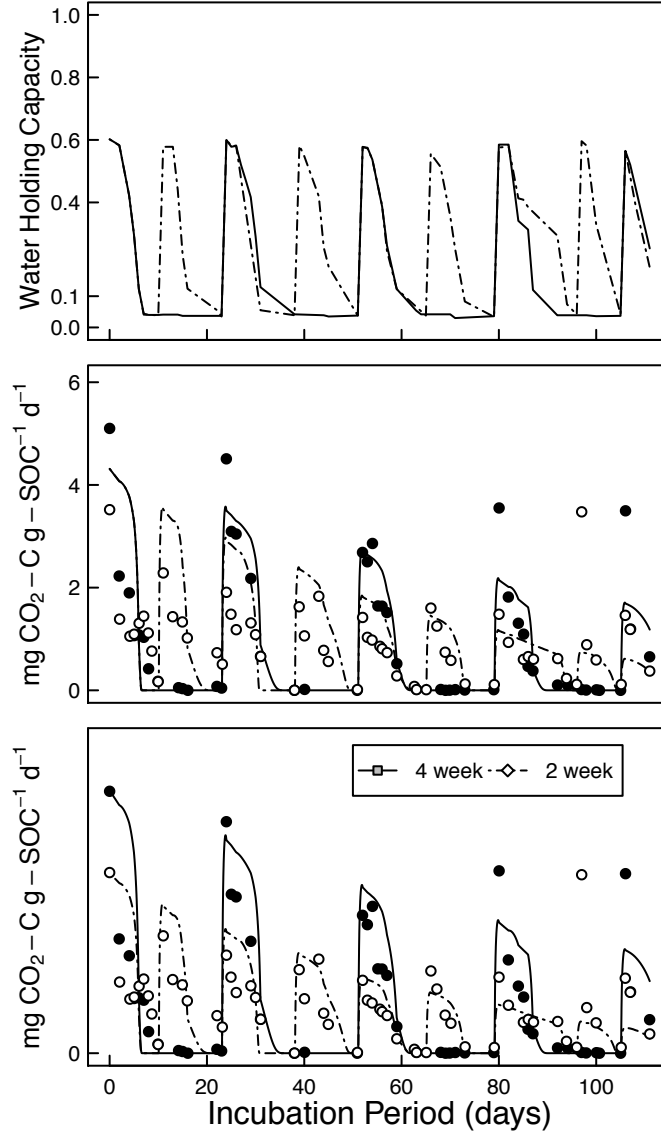 Water Holding Capacity
1.0
0.8
0.6
0.4
0.1
0.0
mg CO₂−C g−SOC⁻¹ d⁻¹
6
4
2
0
mg CO₂−C g−SOC⁻¹ d⁻¹
4 week 2 week
0
0 20 40 60 80 100
Incubation Period (days)